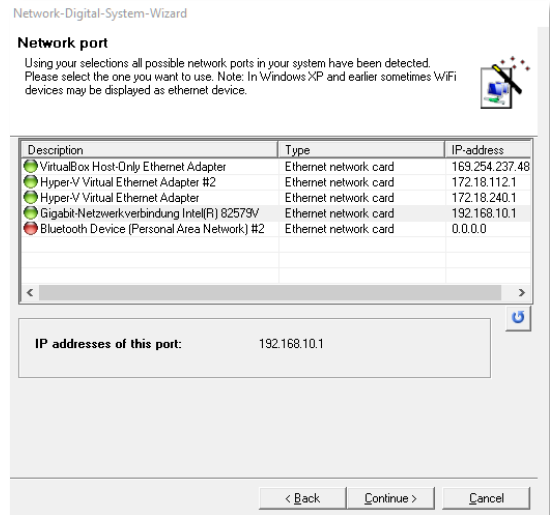 Network-Digital-System-Wizard
Network port
Using your selections all possible network ports in your system have been detected.
Please select the one you want to use. Note: In Windows XP and earlier sometimes WiFi
devices may be displayed as ethernet device.
Description Type IP-address
VirtualBox Host-Only Ethernet Adapter Ethernet network card 169.254.237.48
Hyper-V Virtual Ethernet Adapter #2 Ethernet network card 172.18.112.1
Hyper-V Virtual Ethernet Adapter Ethernet network card 172.18.240.1
Gigabit-Netzwerkverbindung Intel(R) 82579V Ethernet network card 192.168.10.1
Bluetooth Device (Personal Area Network) #2 Ethernet network card 0.0.0.0
IP addresses of this port: 192.168.10.1
< Back Continue > Cancel